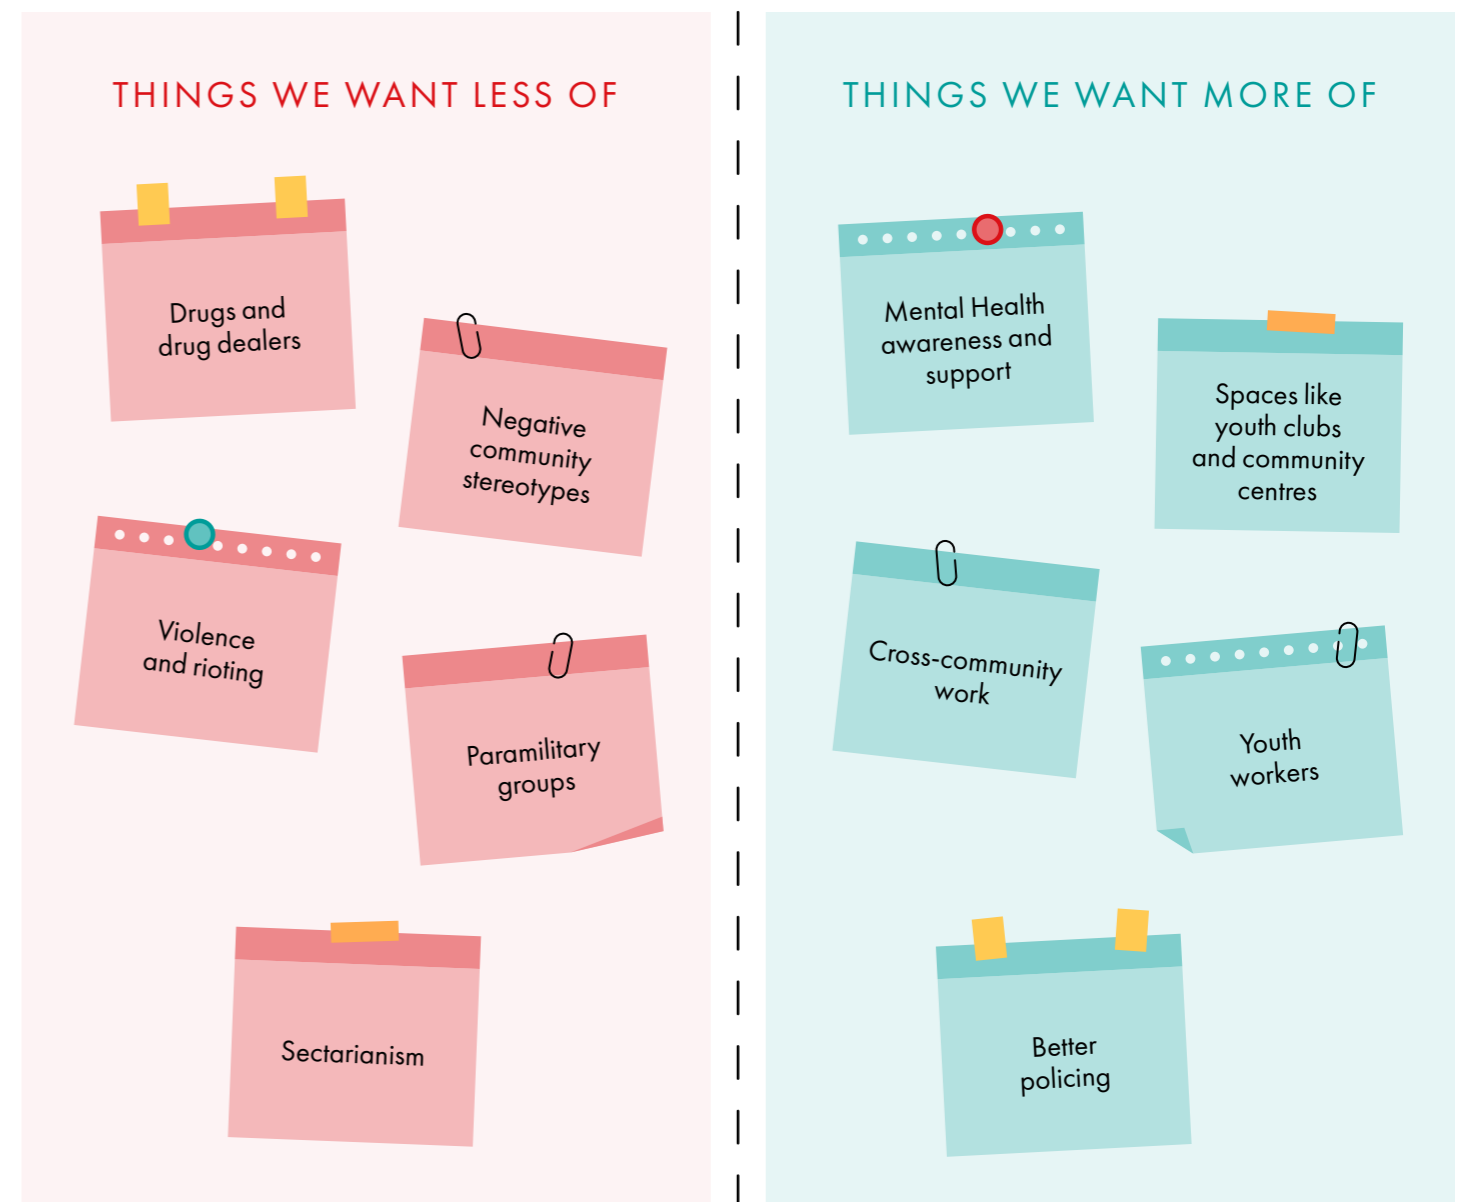 THINGS WE WANT LESS OF
Drugs and
drug dealers
Negative
community
stereotypes
Violence
and rioting
Paramilitary
groups
Sectarianism
THINGS WE WANT MORE OF
Mental Health
awareness and
support
Spaces like
youth clubs
and community
centres
Cross-community
work
Youth
workers
Better
policing